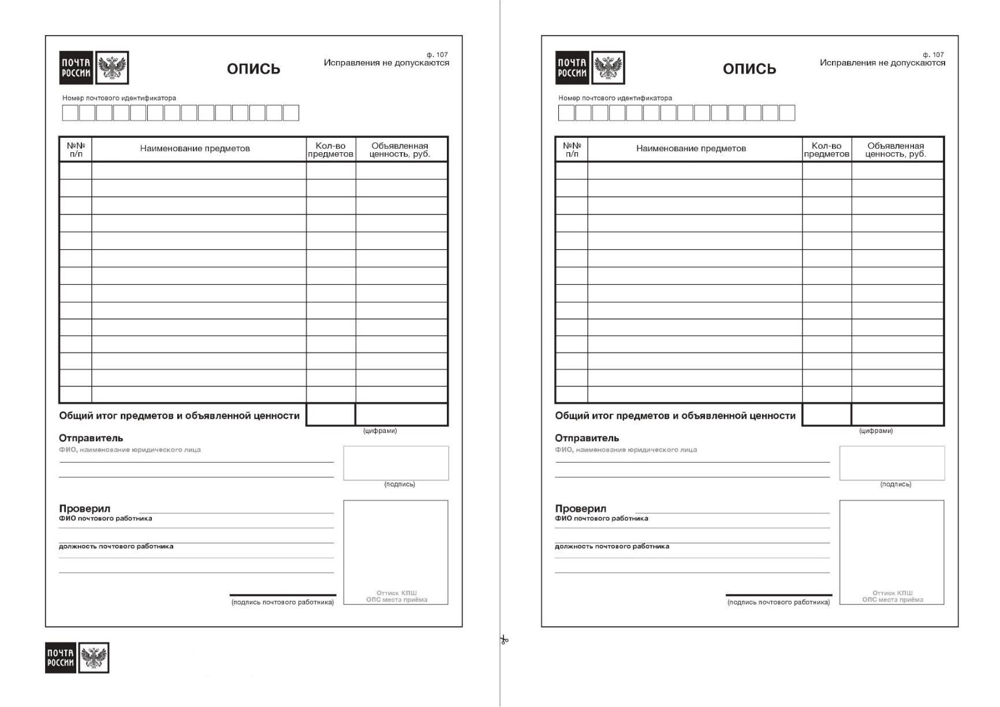 ПОЧТА
РОССИИ
ОПИСЬ
ф. 107
Исправления не допускаются
Номер почтового идентификатора
№№
п/п
Наименование предметов
Кол-во
предметов
Объявленная
ценность, руб.
Общий итог предметов и объявленной ценности
(цифрами)
Отправитель
ФИО, наименование юридического лица
(подпись)
Проверил
ФИО почтового работника
должность почтового работника
Оттиск КПШ
ОПС места приёма
(подпись почтового работника)
ПОЧТА
РОССИИ
ПОЧТА
РОССИИ
ОПИСЬ
ф. 107
Исправления не допускаются
Номер почтового идентификатора
№№
п/п
Наименование предметов
Кол-во
предметов
Объявленная
ценность, руб.
Общий итог предметов и объявленной ценности
(цифрами)
Отправитель
ФИО, наименование юридического лица
(подпись)
Проверил
ФИО почтового работника
должность почтового работника
Оттиск КПШ
ОПС места приёма
(подпись почтового работника)